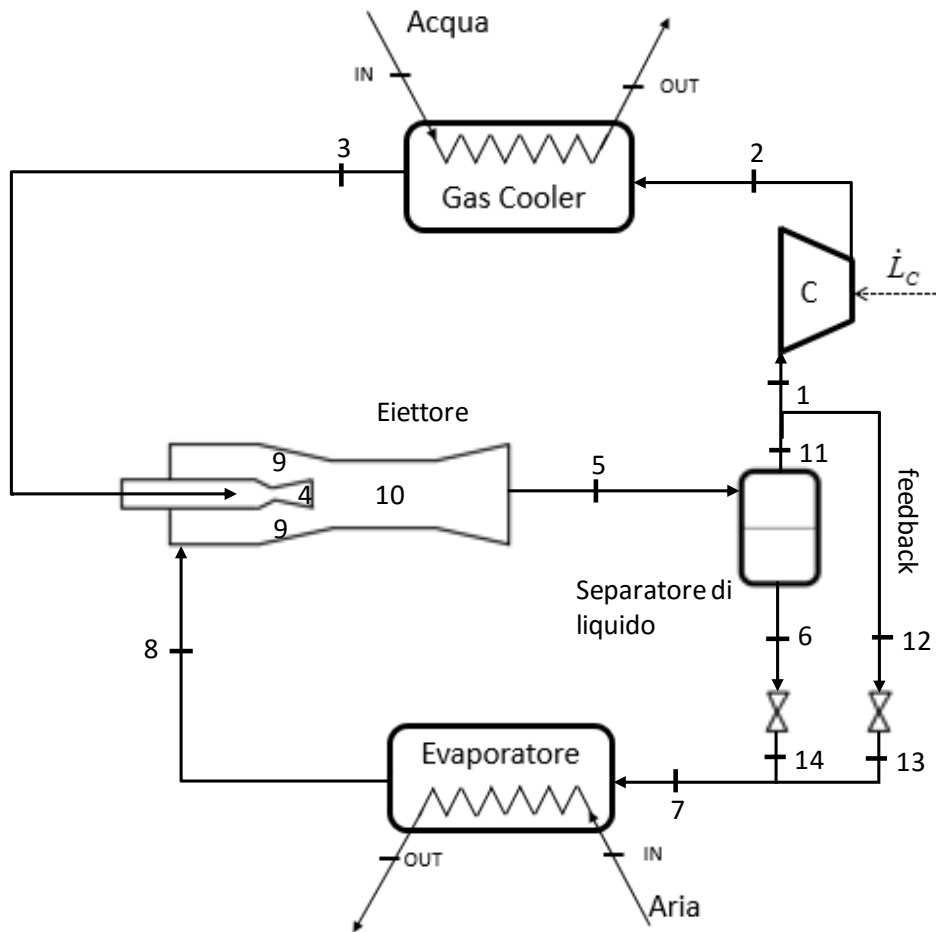 Acqua
IN
OUT
3
2
Gas Cooler
C
L̇_C
1
Eiettore
11
9
5
4
10
9
feedback
Separatore di
liquido
6
12
8
Evaporatore
14
13
7
OUT
IN
Aria